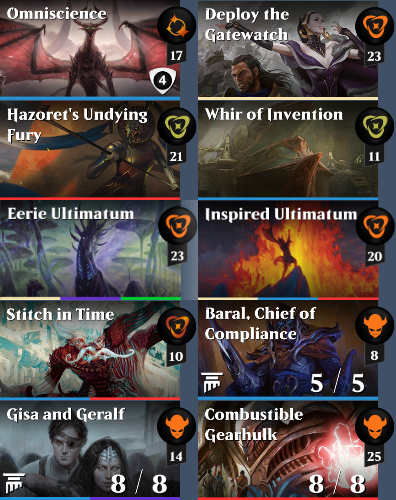 Omniscience
17
4
Deploy the
Gatewatch
23
Hazoret's Undying
Fury
21
Whir of Invention
11
Eerie Ultimatum
23
Inspired Ultimatum
20
Stitch in Time
10
Baral, Chief of
Compliance
8
5 / 5
Gisa and Geralf
14
8 / 8
Combustible
Gearhulk
25
8 / 8